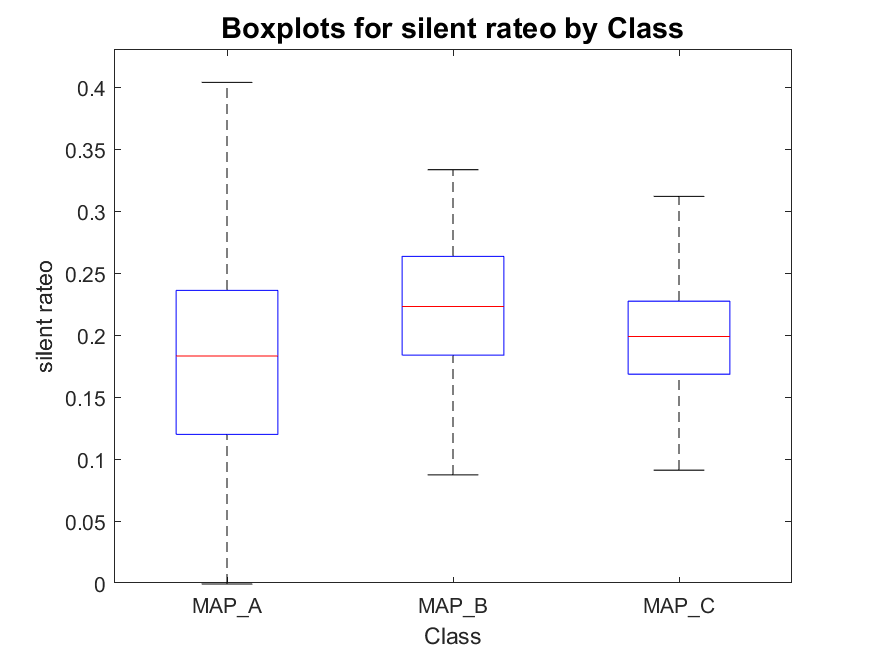 Boxplots for silent rateo by Class
0.4
0.35
0.3
0.25
0.2
0.15
0.1
0.05
0
silent rateo
MAP_A MAP_B MAP_C
Class